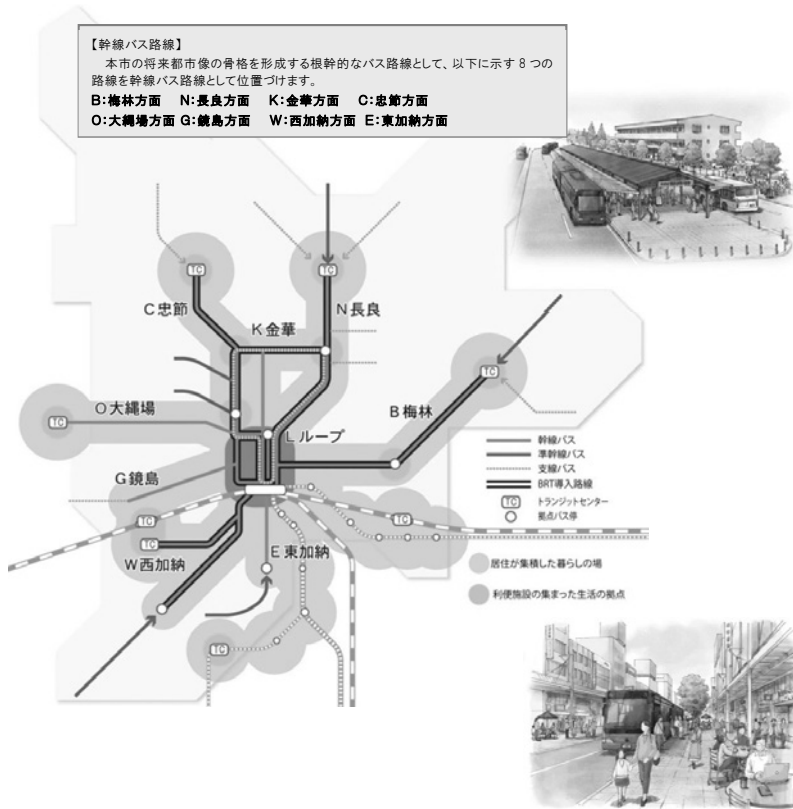 【幹線バス路線】
本市の将来都市像の骨格を形成する根幹的なバス路線として、以下に示す8つの
路線を幹線バス路線として位置づけます。
B:梅林方面 N:長良方面 K:金華方面 C:忠節方面
O:大縄場方面 G:鏡島方面 W:西加納方面 E:東加納方面
TC
TC
C忠節
N長良
K金華
TC
O大縄場
B梅林
TC
Lループ
幹線バス
準幹線バス
支線バス
BRT導入路線
TC トランジットセンター
拠点バス停
G鏡島
TC
TC
TC
E東加納
W西加納
居住が集積した暮らしの場
利便施設の集まった生活の拠点
TC